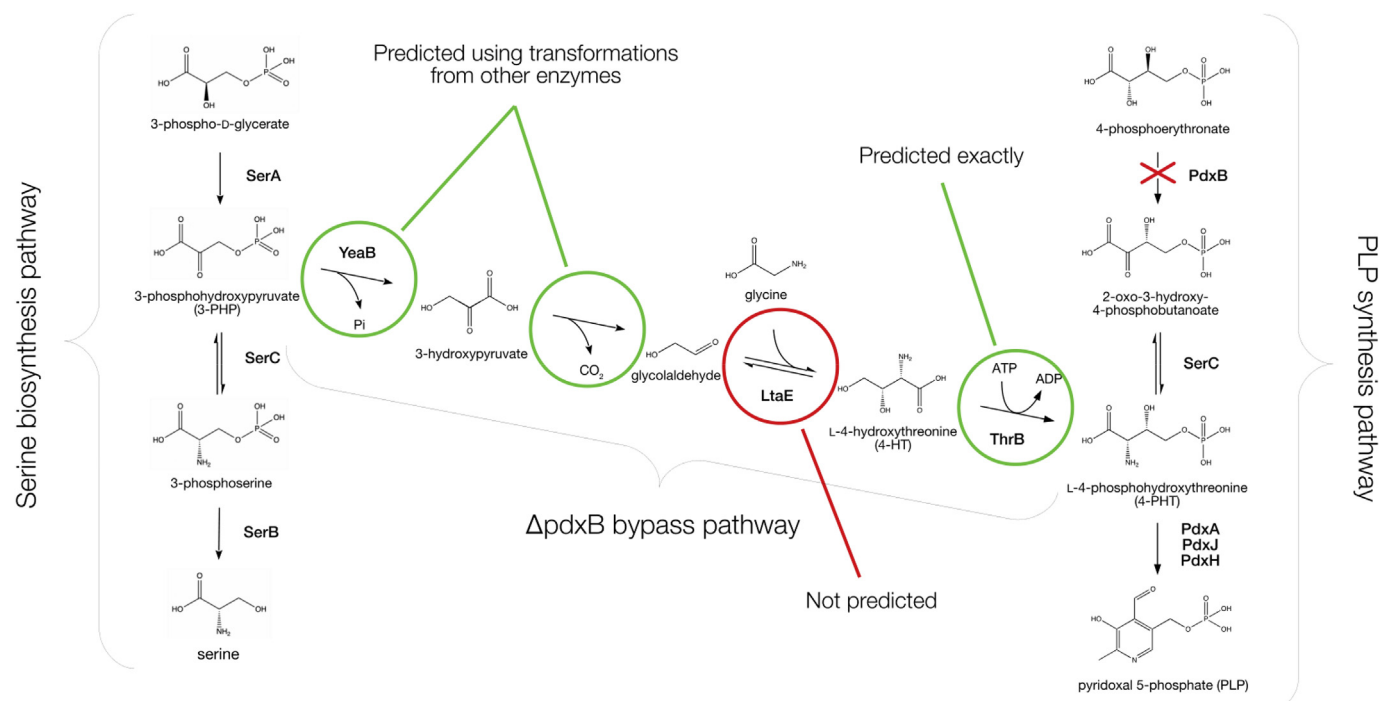 Serine biosynthesis pathway
3-phospho-D-glycerate
SerA
3-phosphohydroxypyruvate
(3-PHP)
SerC
3-phosphoserine
SerB
serine
Predicted using transformations
from other enzymes
YeaB
Pi
3-hydroxypyruvate
CO2
glycolaldehyde
glycine
LtaE
L-4-hydroxythreonine
(4-HT)
Predicted exactly
ATP
ADP
ThrB
ΔpdxB bypass pathway
Not predicted
4-phosphoerythronate
PdxB
2-oxo-3-hydroxy-
4-phosphobutanoate
SerC
L-4-phosphohydroxythreonine
(4-PHT)
PdxA
PdxJ
PdxH
pyridoxal 5-phosphate (PLP)
PLP synthesis pathway